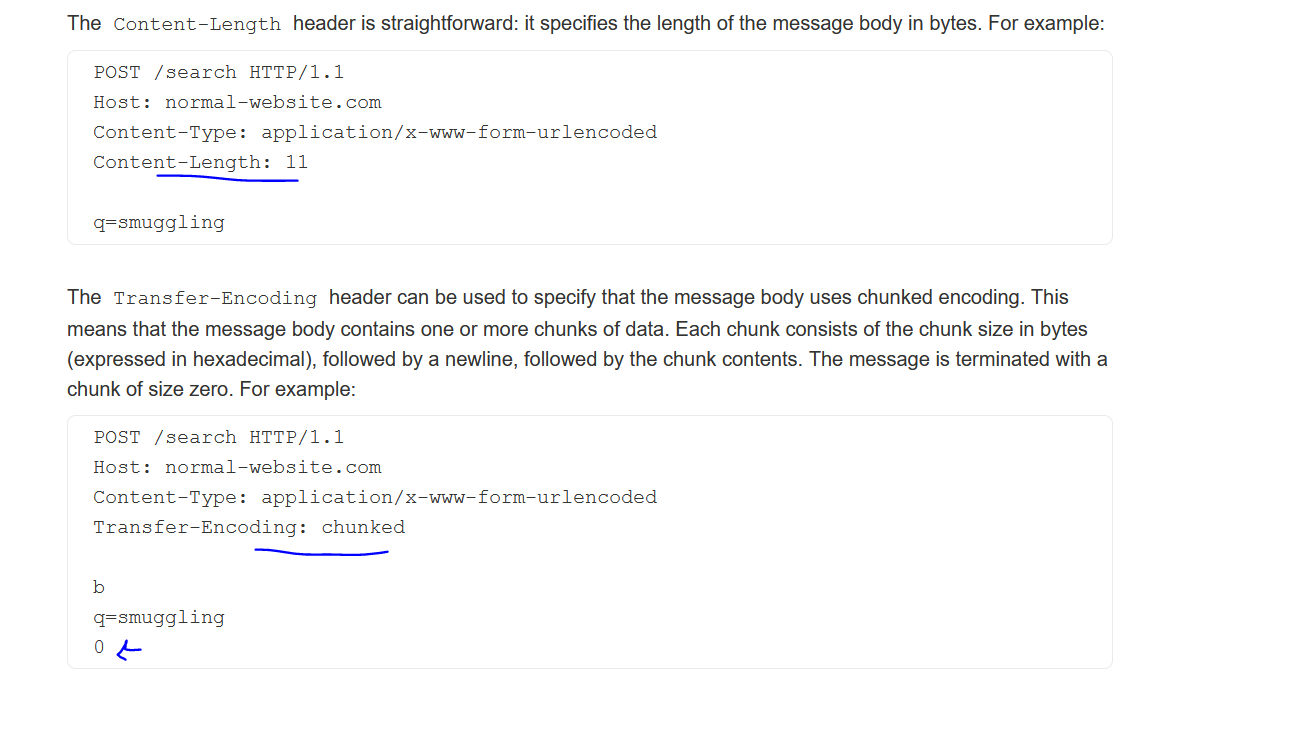 The Content-Length header is straightforward: it specifies the length of the message body in bytes. For example:
POST /search HTTP/1.1
Host: normal-website.com
Content-Type: application/x-www-form-urlencoded
Content-Length: 11
q=smuggling
The Transfer-Encoding header can be used to specify that the message body uses chunked encoding. This
means that the message body contains one or more chunks of data. Each chunk consists of the chunk size in bytes
(expressed in hexadecimal), followed by a newline, followed by the chunk contents. The message is terminated with a
chunk of size zero. For example:
POST /search HTTP/1.1
Host: normal-website.com
Content-Type: application/x-www-form-urlencoded
Transfer-Encoding: chunked
b
q=smuggling
0